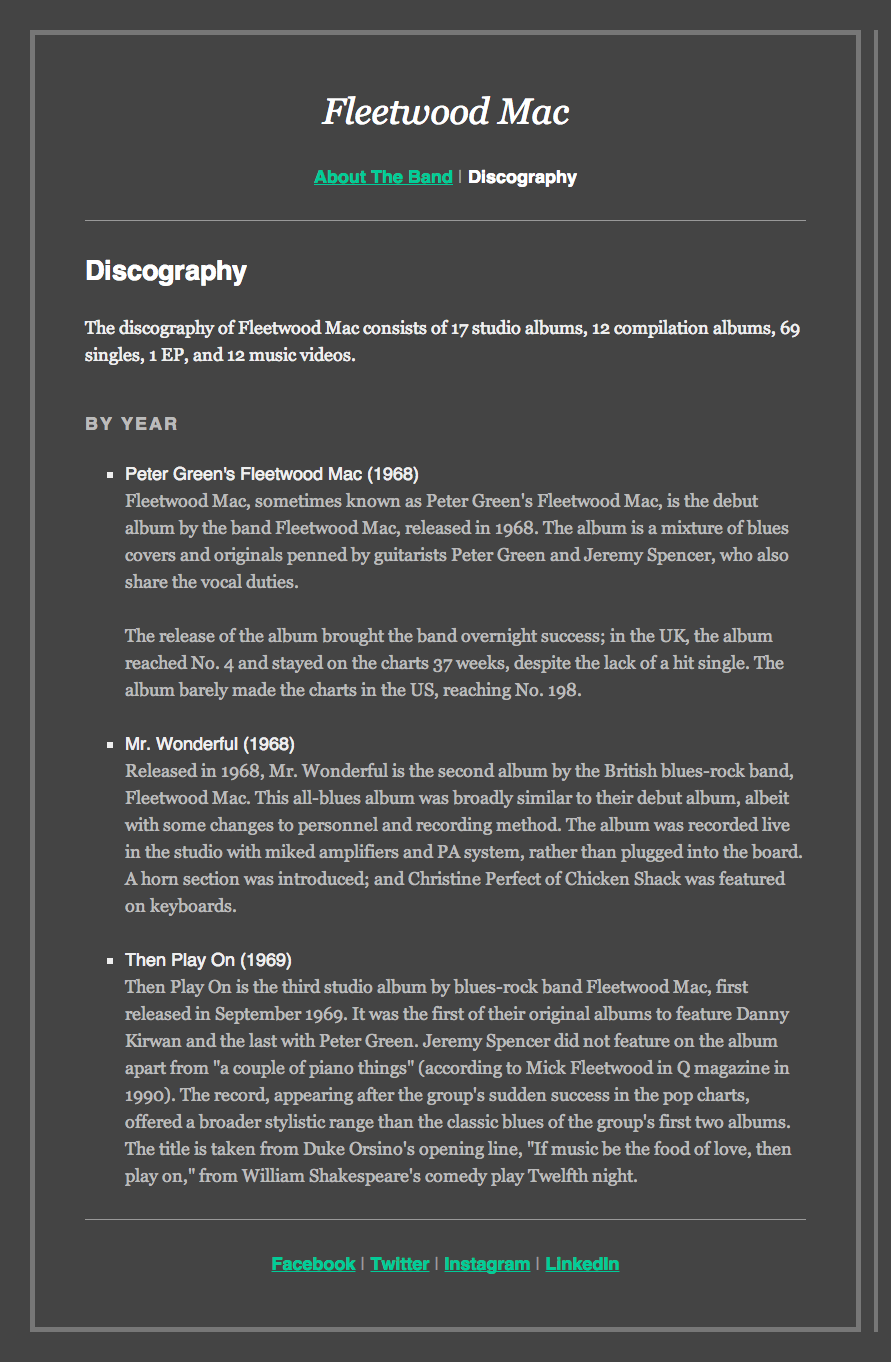 Fleetwood Mac
About The Band | Discography
Discography
The discography of Fleetwood Mac consists of 17 studio albums, 12 compilation albums, 69
singles, 1 EP, and 12 music videos.
BY YEAR
Peter Green's Fleetwood Mac (1968)
Fleetwood Mac, sometimes known as Peter Green's Fleetwood Mac, is the debut
album by the band Fleetwood Mac, released in 1968. The album is a mixture of blues
covers and originals penned by guitarists Peter Green and Jeremy Spencer, who also
share the vocal duties.
The release of the album brought the band overnight success; in the UK, the album
reached No. 4 and stayed on the charts 37 weeks, despite the lack of a hit single. The
album barely made the charts in the US, reaching No. 198.
Mr. Wonderful (1968)
Released in 1968, Mr. Wonderful is the second album by the British blues-rock band,
Fleetwood Mac. This all-blues album was broadly similar to their debut album, albeit
with some changes to personnel and recording method. The album was recorded live
in the studio with miked amplifiers and PA system, rather than plugged into the board.
A horn section was introduced; and Christine Perfect of Chicken Shack was featured
on keyboards.
Then Play On (1969)
Then Play On is the third studio album by blues-rock band Fleetwood Mac, first
released in September 1969. It was the first of their original albums to feature Danny
Kirwan and the last with Peter Green. Jeremy Spencer did not feature on the album
apart from "a couple of piano things" (according to Mick Fleetwood in Q magazine in
1990). The record, appearing after the group's sudden success in the pop charts,
offered a broader stylistic range than the classic blues of the group's first two albums.
The title is taken from Duke Orsino's opening line, "If music be the food of love, then
play on," from William Shakespeare's comedy play Twelfth night.
Facebook | Twitter | Instagram | LinkedIn